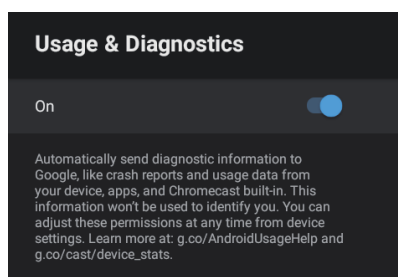 Usage & Diagnostics
On
Automatically send diagnostic information to
Google, like crash reports and usage data from
your device, apps, and Chromecast built-in. This
information won't be used to identify you. You can
adjust these permissions at any time from device
settings. Learn more at: g.co/AndroidUsageHelp and
g.co/cast/device_stats.